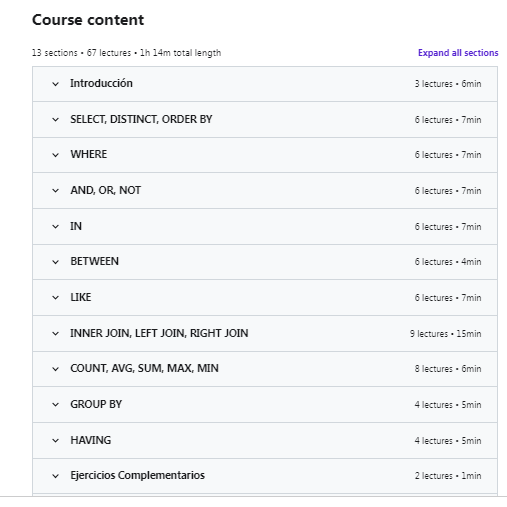 Course content
13 sections • 67 lectures • 1h 14m total length
Expand all sections
Introducción 3 lectures • 6min
SELECT, DISTINCT, ORDER BY 6 lectures • 7min
WHERE 6 lectures • 7min
AND, OR, NOT 6 lectures • 7min
IN 6 lectures • 7min
BETWEEN 6 lectures • 4min
LIKE 6 lectures • 7min
INNER JOIN, LEFT JOIN, RIGHT JOIN 9 lectures • 15min
COUNT, AVG, SUM, MAX, MIN 8 lectures • 6min
GROUP BY 4 lectures • 5min
HAVING 4 lectures • 5min
Ejercicios Complementarios 2 lectures • 1min